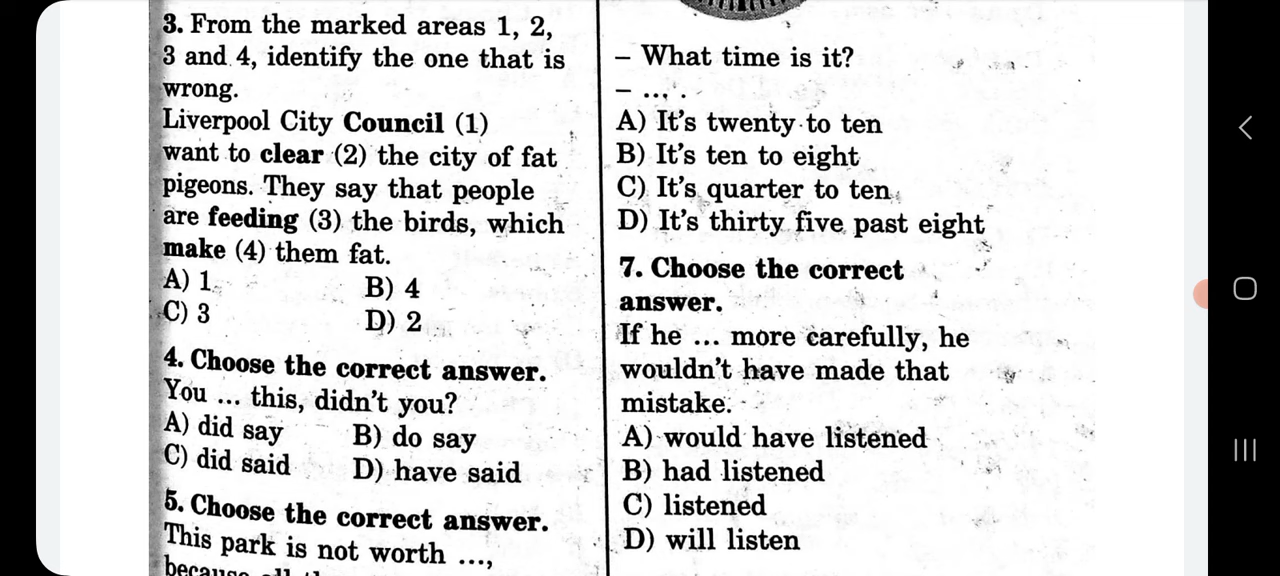 3. From the marked areas 1, 2,
3 and 4, identify the one that is
wrong.
Liverpool City Council (1)
want to clear (2) the city of fat
pigeons. They say that people
are feeding (3) the birds, which
make (4) them fat.
A) 1 B) 4
C) 3 D) 2
4. Choose the correct answer.
You ... this, didn't you?
A) did say B) do say
C) did said D) have said
5. Choose the correct answer.
This park is not worth ...,
because all
– What time is it?
– ... .
A) It's twenty to ten
B) It's ten to eight
C) It's quarter to ten
D) It's thirty five past eight
7. Choose the correct
answer.
If he ... more carefully, he
wouldn't have made that
mistake.
A) would have listened
B) had listened
C) listened
D) will listen